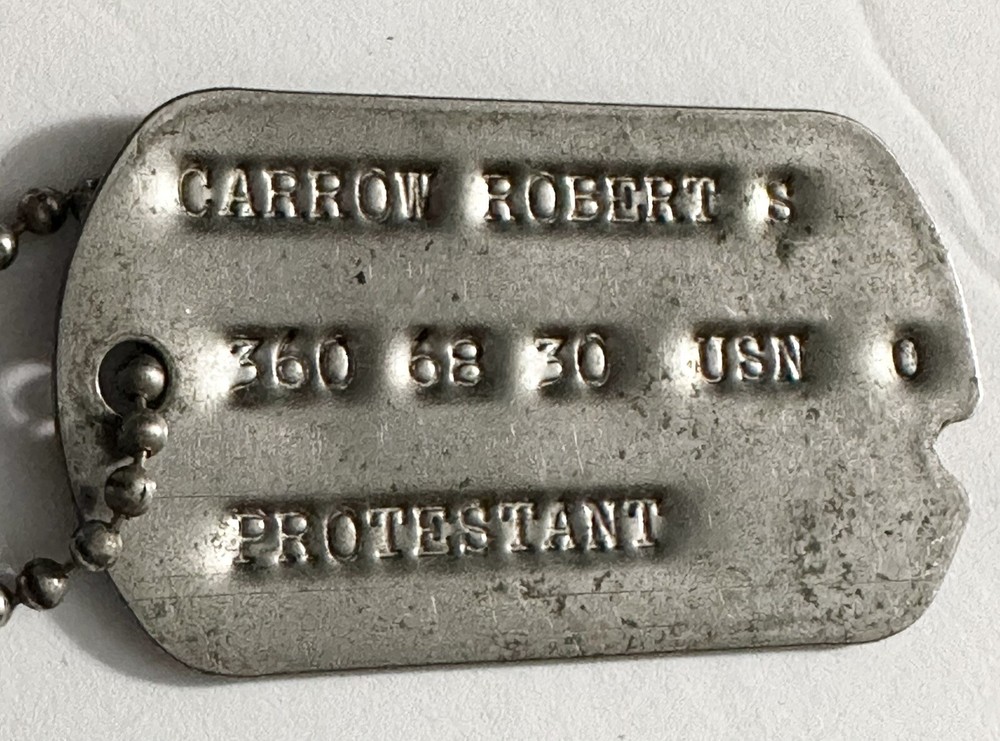 CARROW ROBERT S
360 68 30 USN O
PROTESTANT